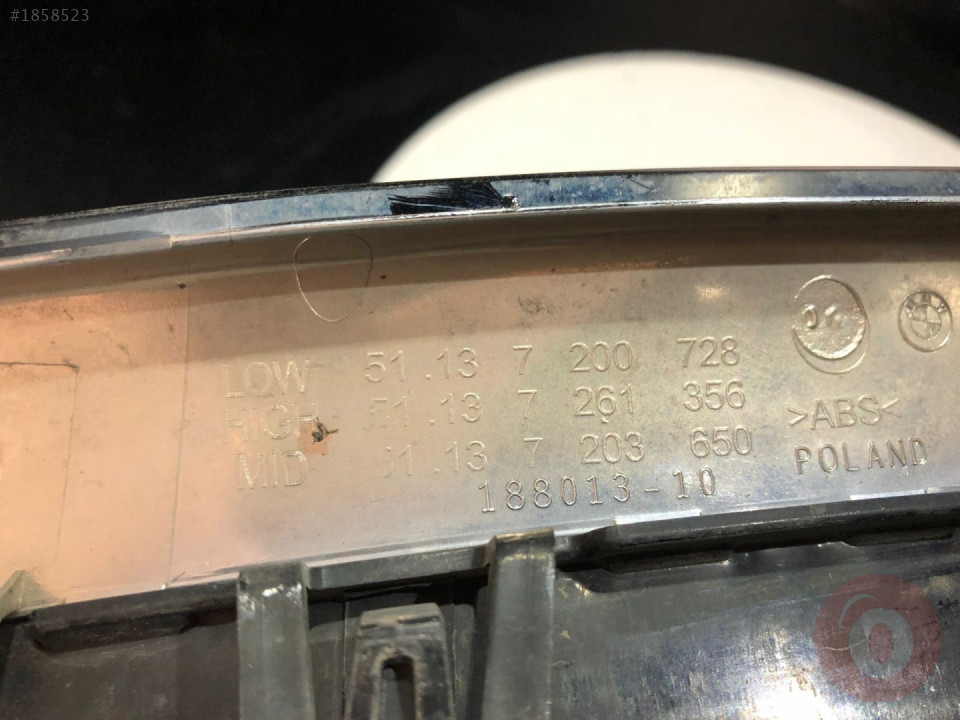 #1858523
LOW 51.13 7 200 728
HIGH 51.13 7 261 356
MID 51.13 7 203 650
188013-10
>ABS<
POLAND
BMW